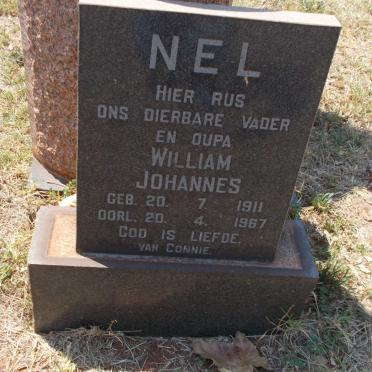 NEL
HIER RUS
ONS DIERBARE VADER
EN OUPA
WILLIAM
JOHANNES
GEB. 20. 7. 1911
OORL. 20. 4. 1967
GOD IS LIEFDE.
VAN CONNIE.